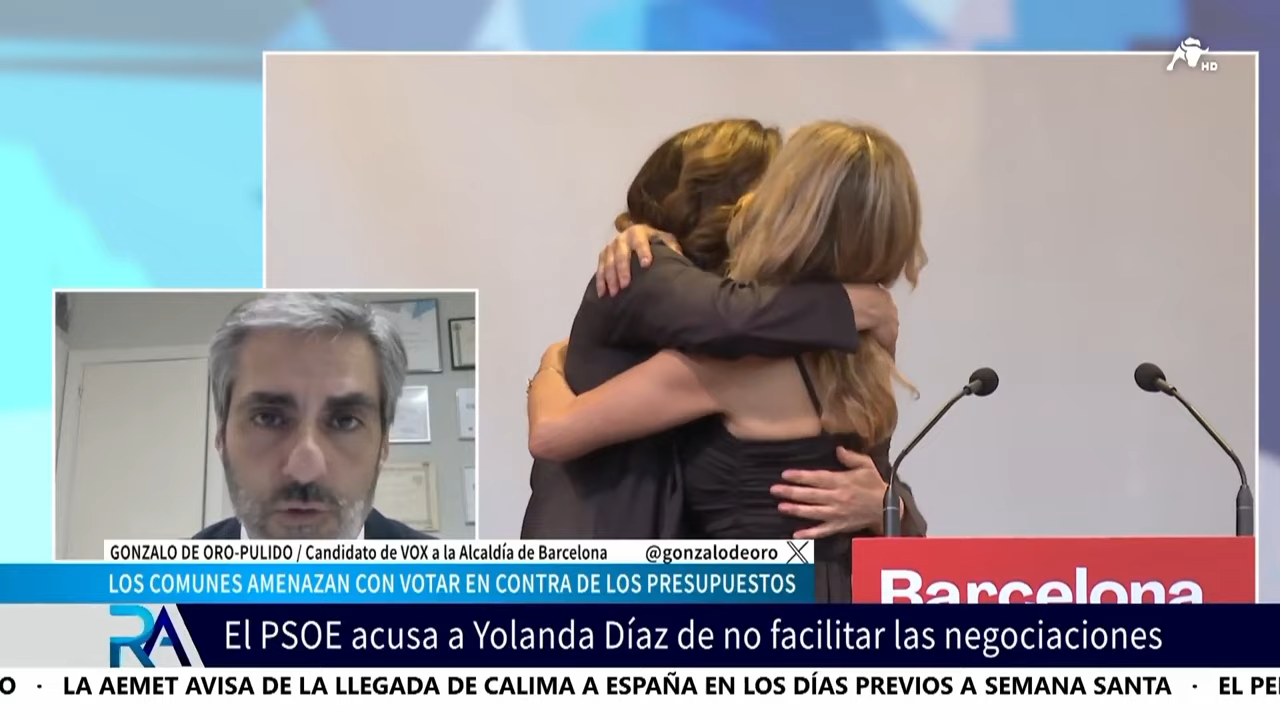 HD
Barcelona
GONZALO DE ORO-PULIDO / Candidato de VOX a la Alcaldía de Barcelona @gonzalodeoro X
LOS COMUNES AMENAZAN CON VOTAR EN CONTRA DE LOS PRESUPUESTOS
RA
El PSOE acusa a Yolanda Díaz de no facilitar las negociaciones
O · LA AEMET AVISA DE LA LLEGADA DE CALIMA A ESPAÑA EN LOS DÍAS PREVIOS A SEMANA SANTA · EL PE